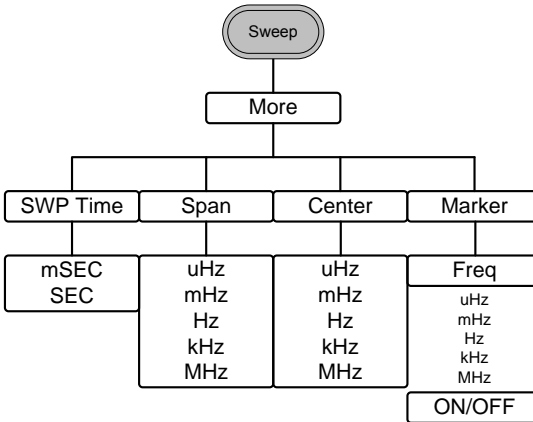 Sweep
More
SWP Time
Span
Center
Marker
mSEC
SEC
uHz
mHz
Hz
kHz
MHz
uHz
mHz
Hz
kHz
MHz
Freq
uHz
mHz
Hz
kHz
MHz
ON/OFF